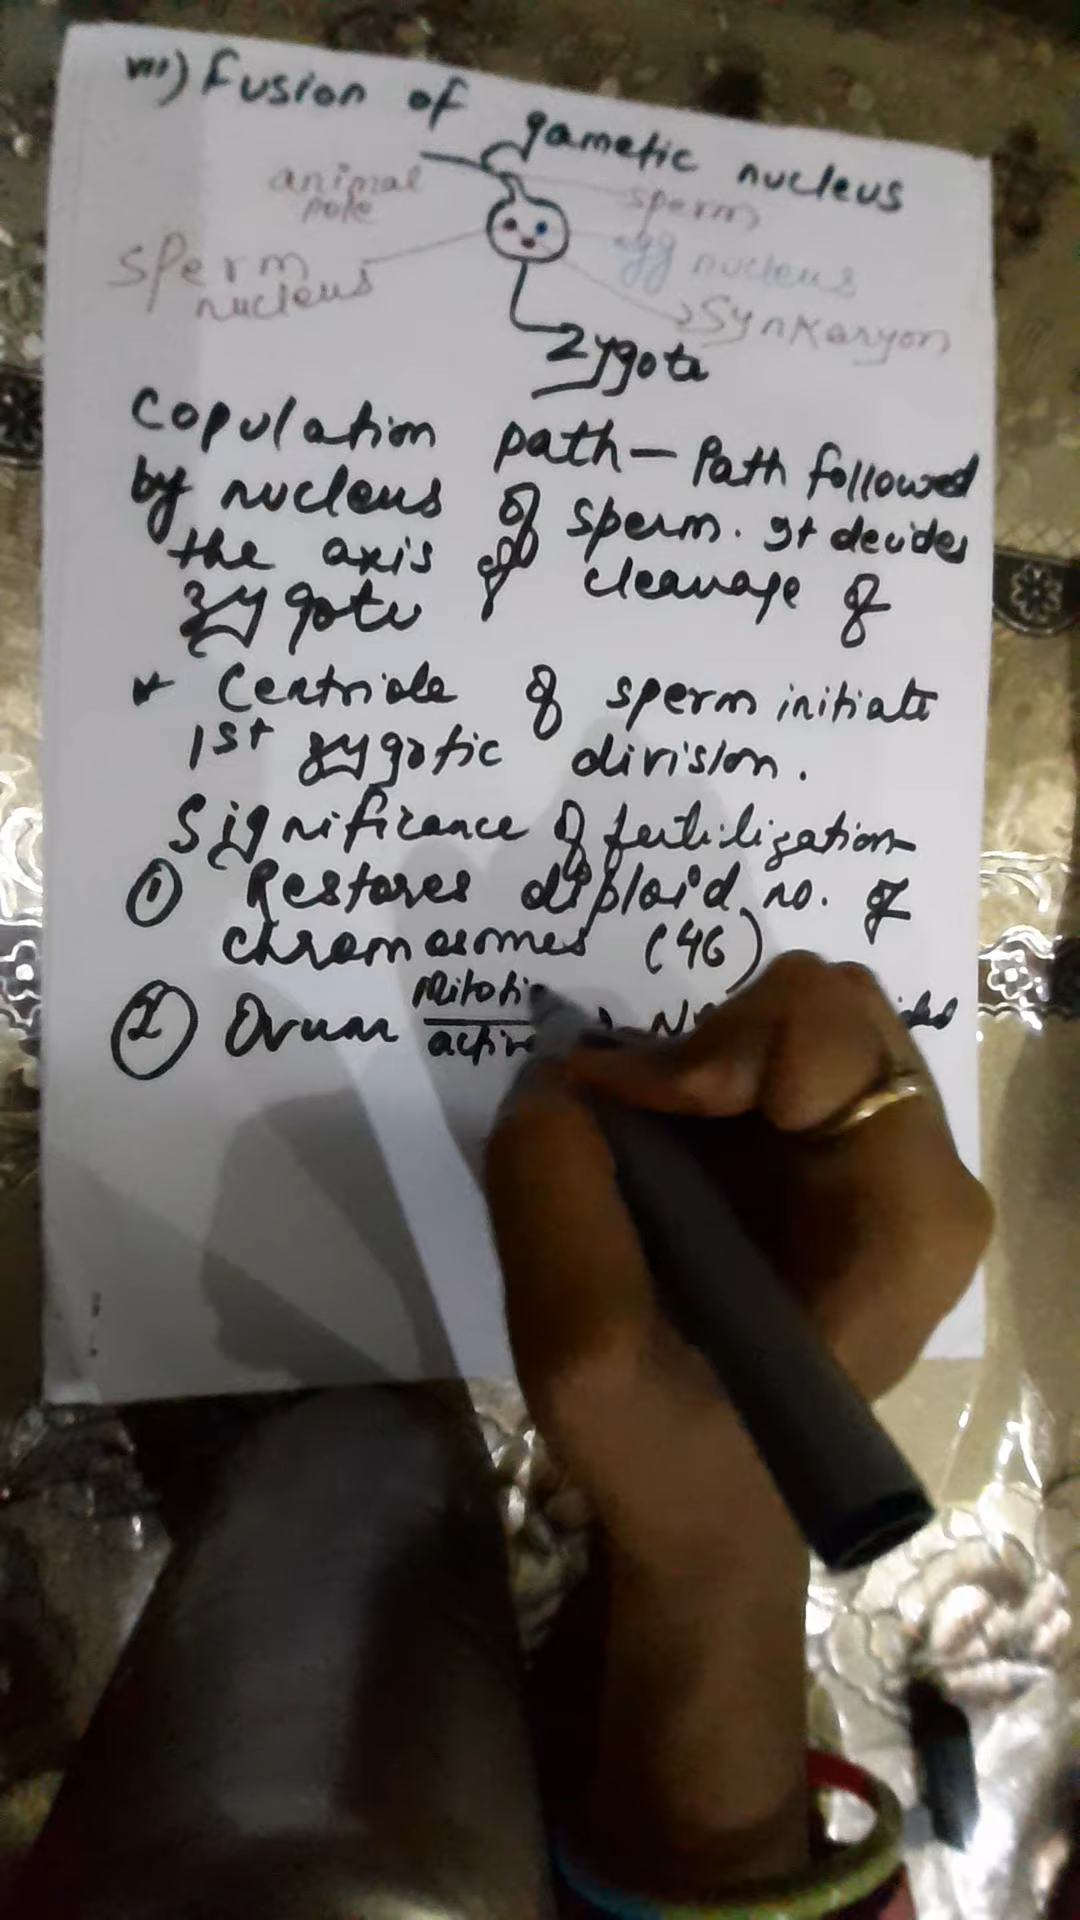 VII) Fusion of gametic nucleus
animal
pole
sperm
egg nucleus
Sperm
nucleus
Synkaryon
Zygote
Copulation path — Path followed
by nucleus of sperm. It decides
the axis of cleavage of
zygote
* Centriole of sperm initiate
1st zygotic division.
Significance of fertilization
① Restores diploid no. of
chromosomes (46)
② Ovum